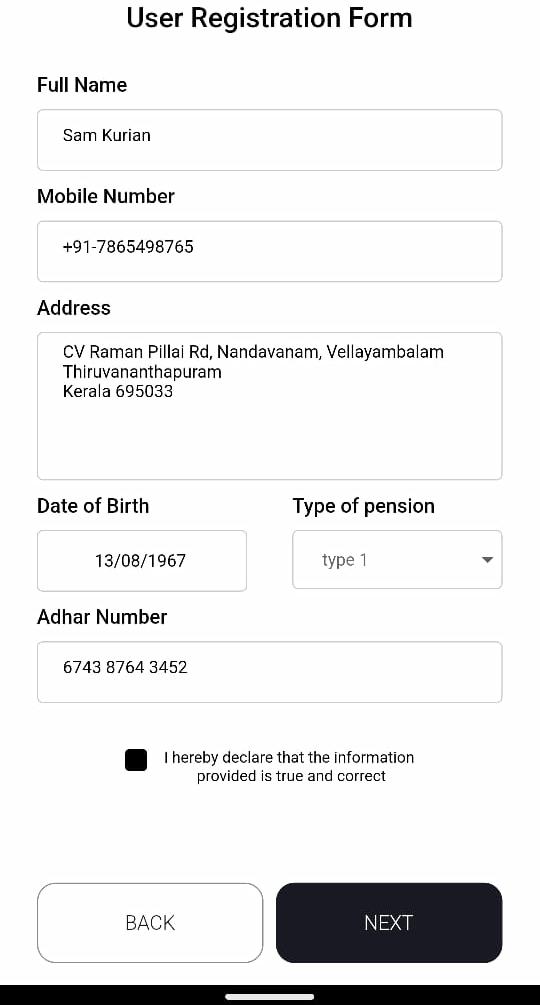 User Registration Form
Full Name
Sam Kurian
Mobile Number
+91-7865498765
Address
CV Raman Pillai Rd, Nandavanam, Vellayambalam
Thiruvananthapuram
Kerala 695033
Date of Birth
Type of pension
13/08/1967
type 1
Adhar Number
6743 8764 3452
I hereby declare that the information
provided is true and correct
BACK
NEXT